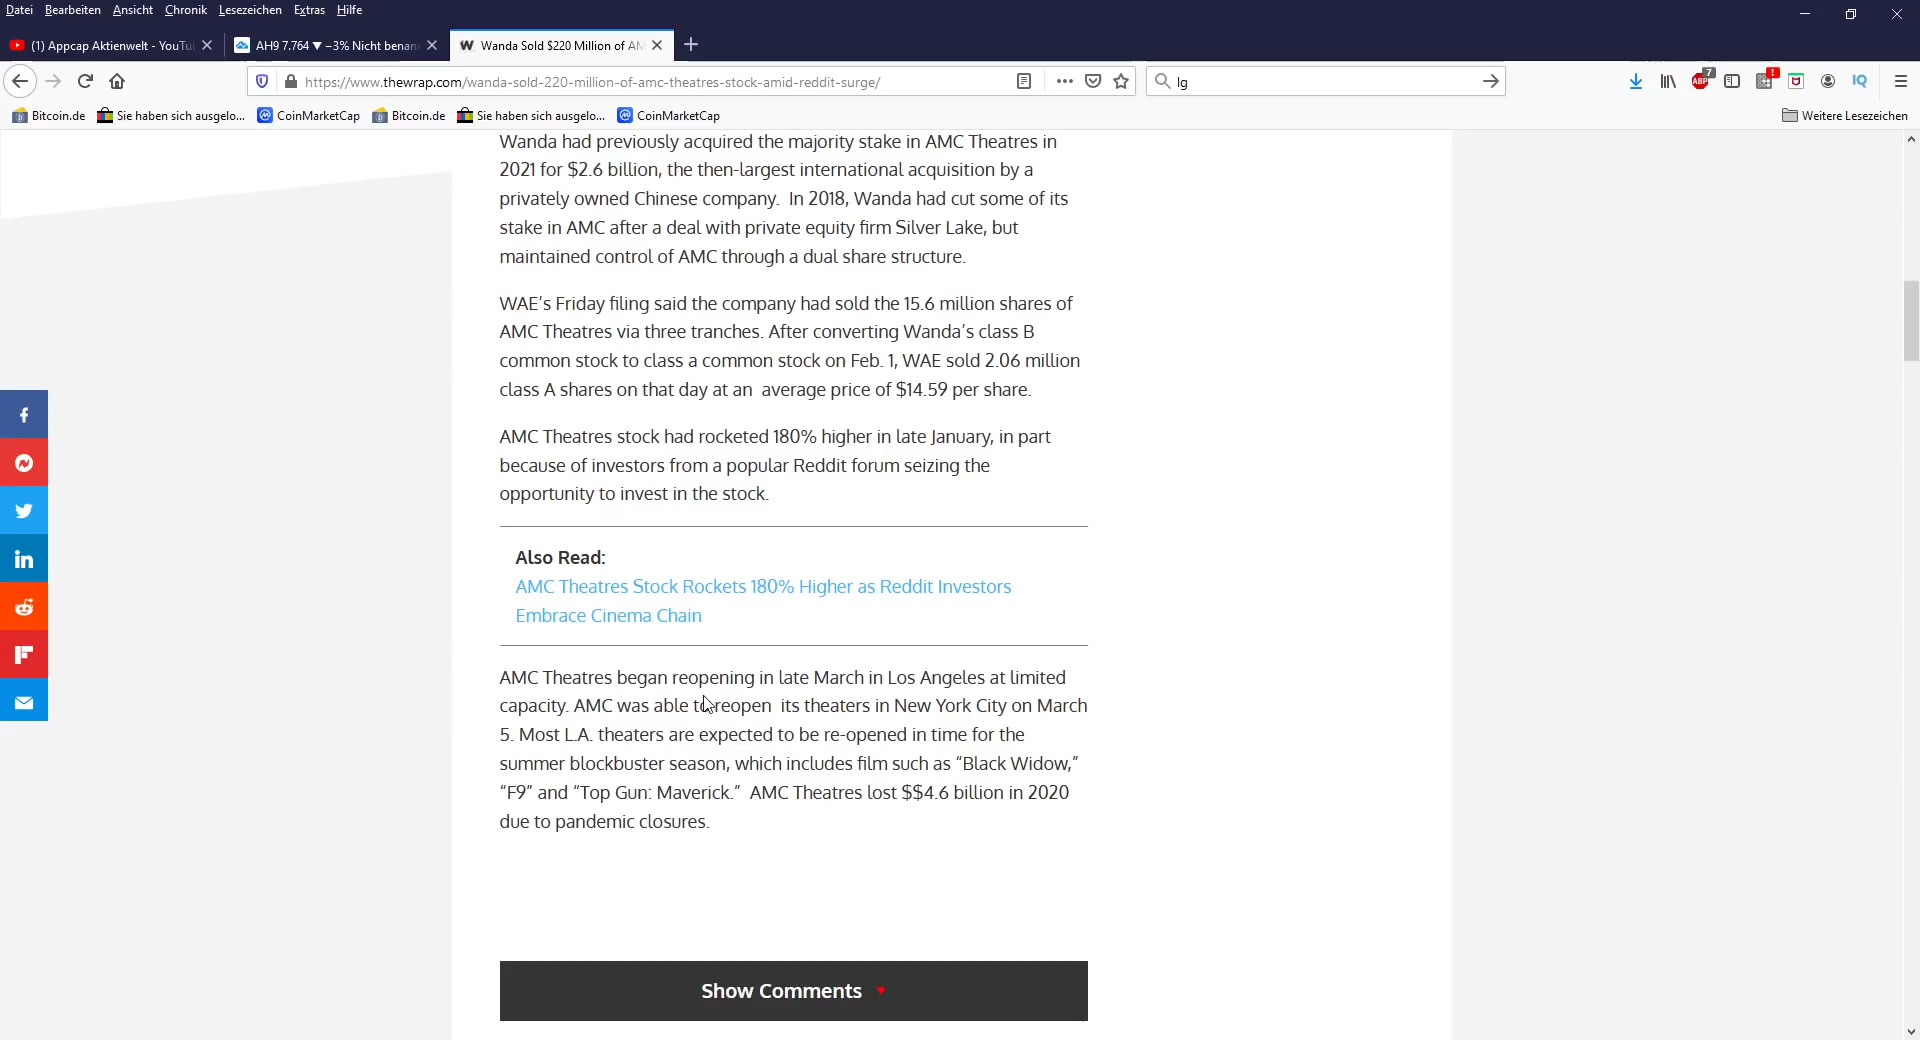 Datei Bearbeiten Ansicht Chronik Lesezeichen Extras Hilfe
(1) Appcap Aktienwelt - YouTu
AH9 7.764 ▼ −3% Nicht benan
Wanda Sold $220 Million of AM
https://www.thewrap.com/wanda-sold-220-million-of-amc-theatres-stock-amid-reddit-surge/
lg
ABP 7
!
IQ
Bitcoin.de Sie haben sich ausgelo... CoinMarketCap Bitcoin.de Sie haben sich ausgelo... CoinMarketCap Weitere Lesezeichen
Wanda had previously acquired the majority stake in AMC Theatres in
2021 for $2.6 billion, the then-largest international acquisition by a
privately owned Chinese company. In 2018, Wanda had cut some of its
stake in AMC after a deal with private equity firm Silver Lake, but
maintained control of AMC through a dual share structure.
WAE's Friday filing said the company had sold the 15.6 million shares of
AMC Theatres via three tranches. After converting Wanda's class B
common stock to class a common stock on Feb. 1, WAE sold 2.06 million
class A shares on that day at an average price of $14.59 per share.
AMC Theatres stock had rocketed 180% higher in late January, in part
because of investors from a popular Reddit forum seizing the
opportunity to invest in the stock.
Also Read:
AMC Theatres Stock Rockets 180% Higher as Reddit Investors
Embrace Cinema Chain
AMC Theatres began reopening in late March in Los Angeles at limited
capacity. AMC was able to reopen its theaters in New York City on March
5. Most L.A. theaters are expected to be re-opened in time for the
summer blockbuster season, which includes film such as “Black Widow,”
“F9” and “Top Gun: Maverick.” AMC Theatres lost $$4.6 billion in 2020
due to pandemic closures.
Show Comments